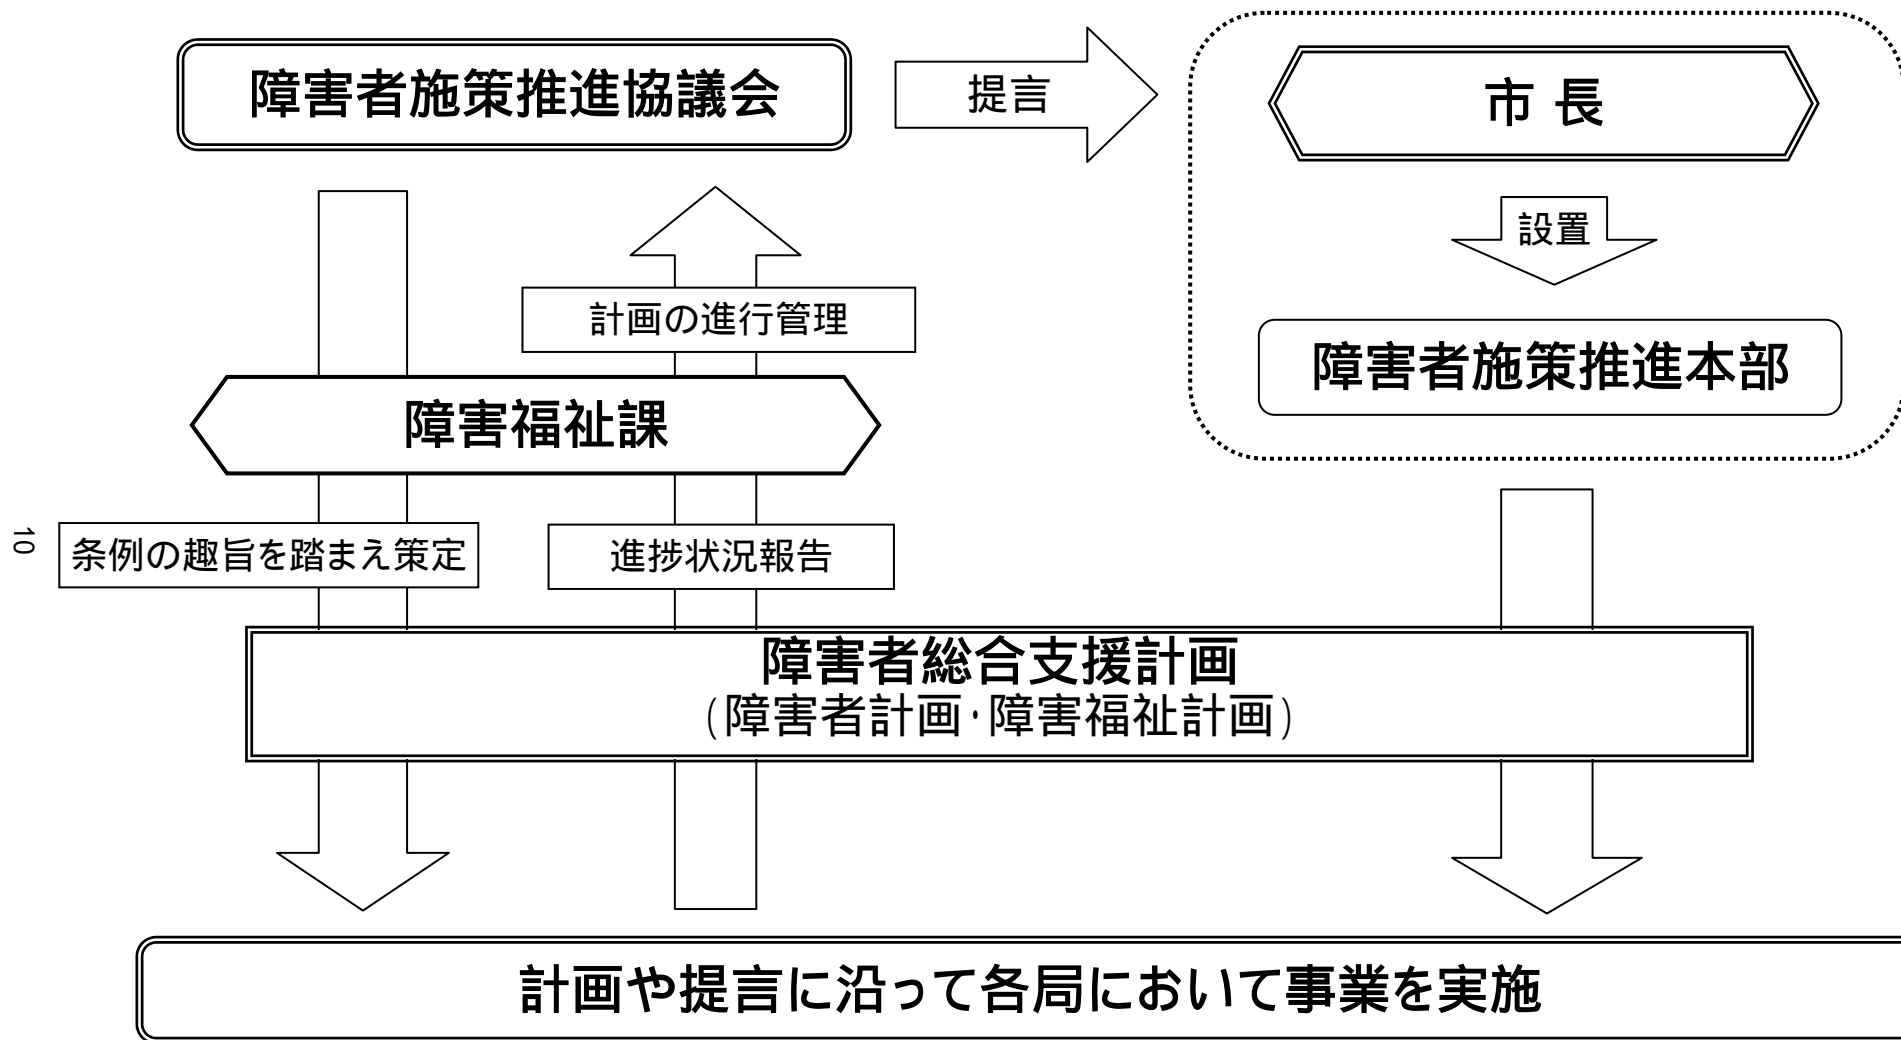 障害者施策推進協議会
提言
市 長
設置
計画の進行管理
障害者施策推進本部
障害福祉課
条例の趣旨を踏まえ策定
進捗状況報告
10
障害者総合支援計画
(障害者計画・障害福祉計画)
計画や提言に沿って各局において事業を実施